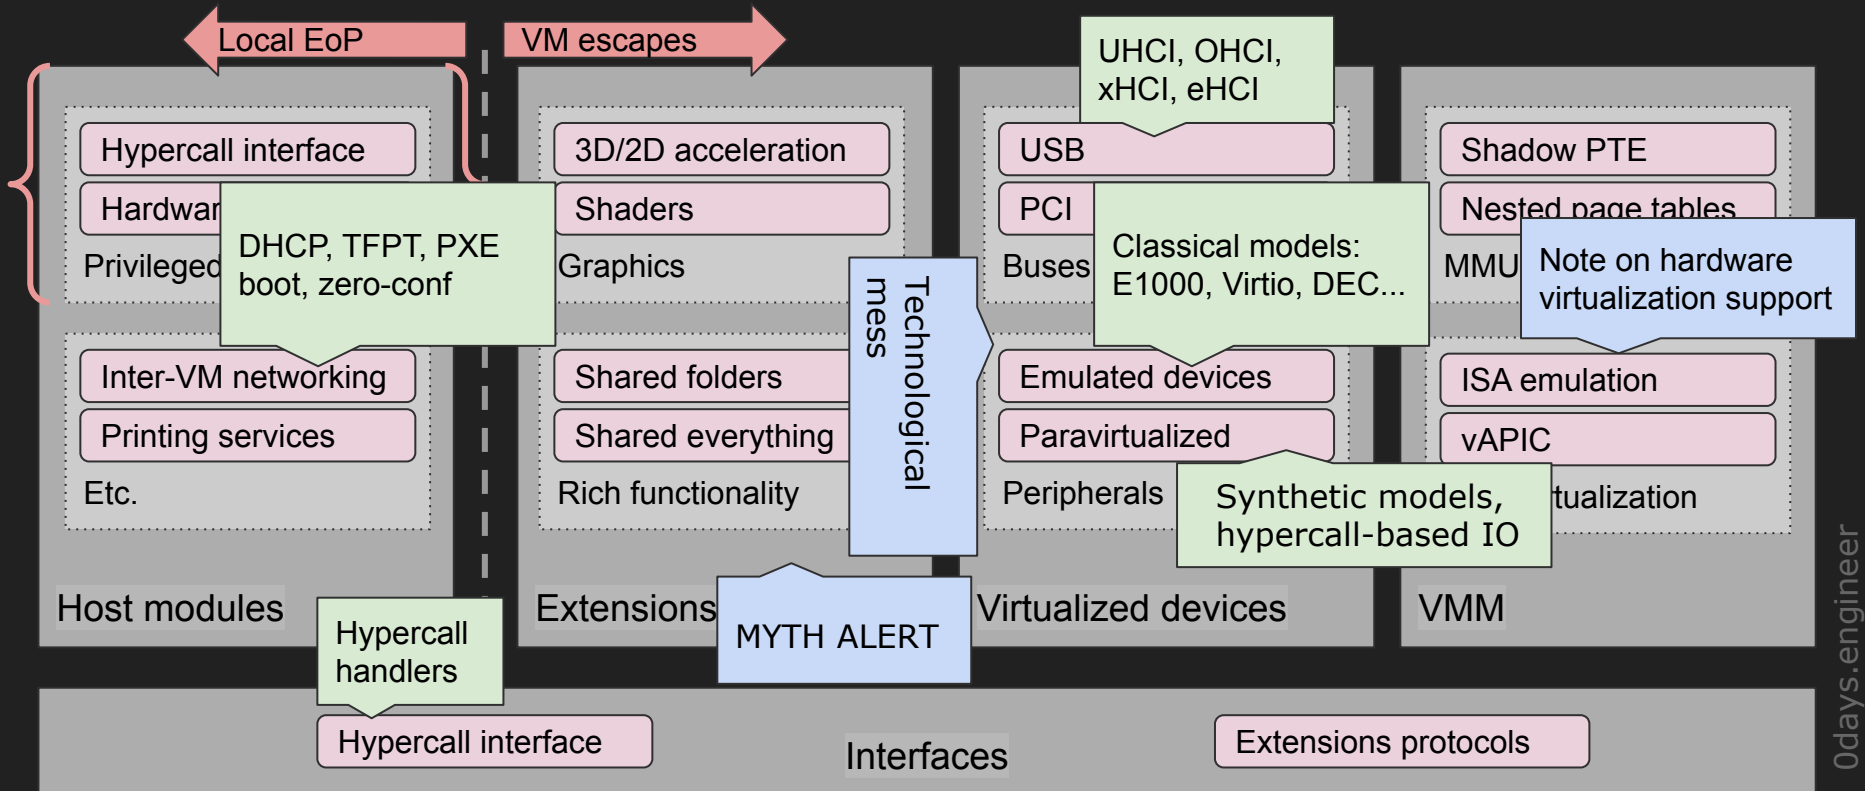 Local EoP
VM escapes
UHCI, OHCI,
xHCI, eHCI
Hypercall interface
3D/2D acceleration
USB
Shadow PTE
Shaders
PCI
Nested page tables
DHCP, TFPT, PXE
boot, zero-conf
Privileged
Graphics
Buses
Classical models:
E1000, Virtio, DEC...
MMU
Note on hardware
virtualization support
Technological
mess
Inter-VM networking
Shared folders
Emulated devices
ISA emulation
Printing services
Shared everything
Paravirtualized
vAPIC
Etc.
Rich functionality
Peripherals
Synthetic models,
hypercall-based IO
Host modules
Extensions
Virtualized devices
VMM
MYTH ALERT
Hypercall
handlers
Hypercall interface
Interfaces
Extensions protocols
0days.engineer